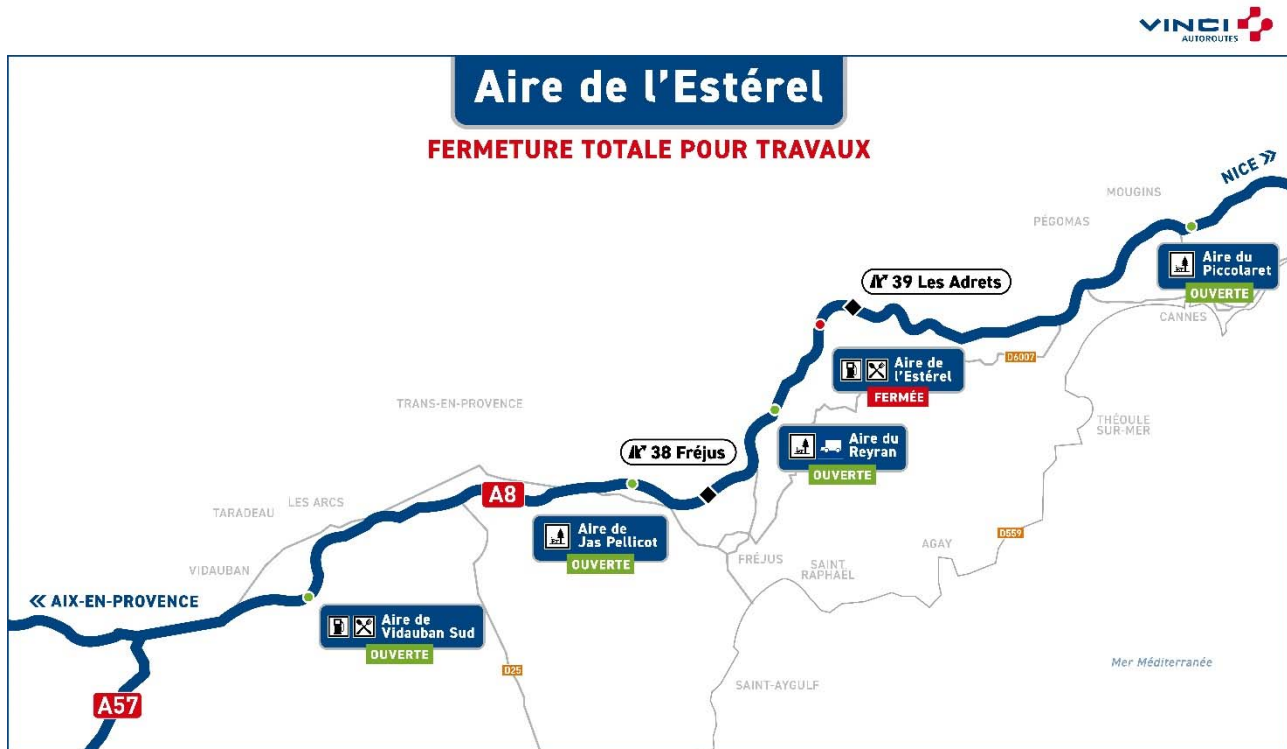 VINCI
AUTOROUTES
Aire de l'Estérel
FERMETURE TOTALE POUR TRAVAUX
NICE
MOUGINS
PÉGOMAS
Aire du
Piccolaret
OUVERTE
39 Les Adrets
CANNES
D6007
Aire de
l'Estérel
FERMÉE
TRANS-EN-PROVENCE
THÉOULE
SUR-MER
38 Fréjus
Aire du
Reyran
OUVERTE
A8
LES ARCS
TARADEAU
Aire de
Jas Pellicot
OUVERTE
D559
AGAY
FRÉJUS
SAINT
RAPHAËL
VIDAUBAN
« AIX-EN-PROVENCE
Aire de
Vidauban Sud
OUVERTE
D25
Mer Méditerranée
SAINT-AYGULF
A57